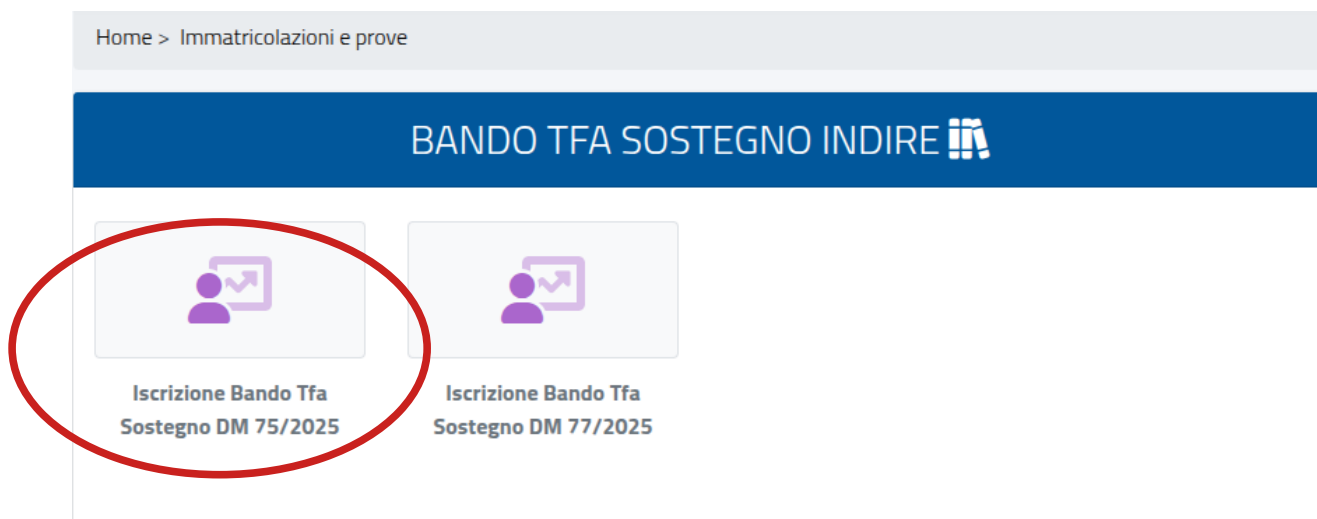 Home > Immatricolazioni e prove
BANDO TFA SOSTEGNO INDIRE
Iscrizione Bando Tfa
Sostegno DM 75/2025
Iscrizione Bando Tfa
Sostegno DM 77/2025